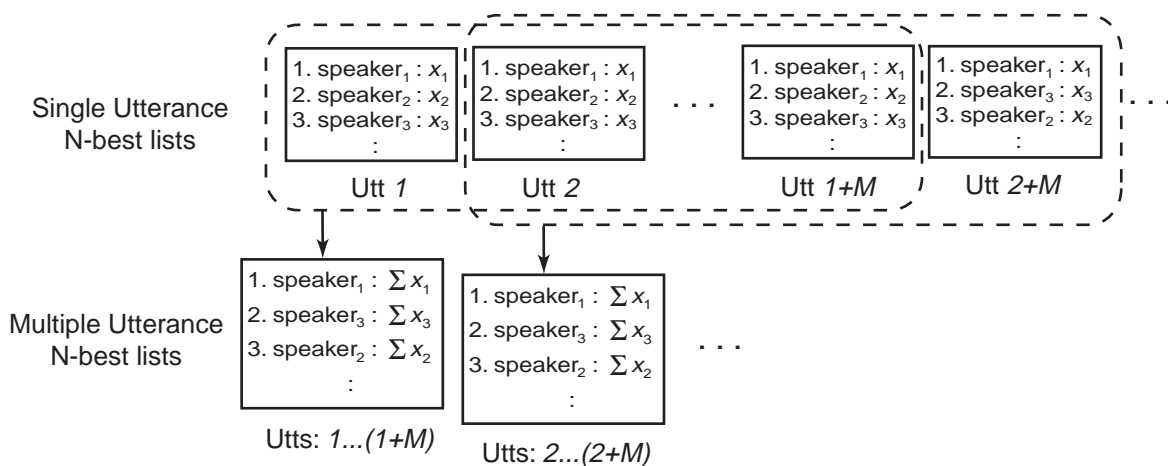 Single Utterance
N-best lists
1. speaker₁ : x₁
2. speaker₂ : x₂
3. speaker₃ : x₃
:
Utt 1
1. speaker₁ : x₁
2. speaker₂ : x₂
3. speaker₃ : x₃
:
Utt 2
. . .
1. speaker₁ : x₁
2. speaker₂ : x₂
3. speaker₃ : x₃
:
Utt 1+M
1. speaker₁ : x₁
2. speaker₃ : x₃
3. speaker₂ : x₂
:
Utt 2+M
. . .
Multiple Utterance
N-best lists
1. speaker₁ : ∑ x₁
2. speaker₃ : ∑ x₃
3. speaker₂ : ∑ x₂
:
Utts: 1...(1+M)
1. speaker₁ : ∑ x₁
2. speaker₃ : ∑ x₃
3. speaker₂ : ∑ x₂
:
Utts: 2...(2+M)
. . .